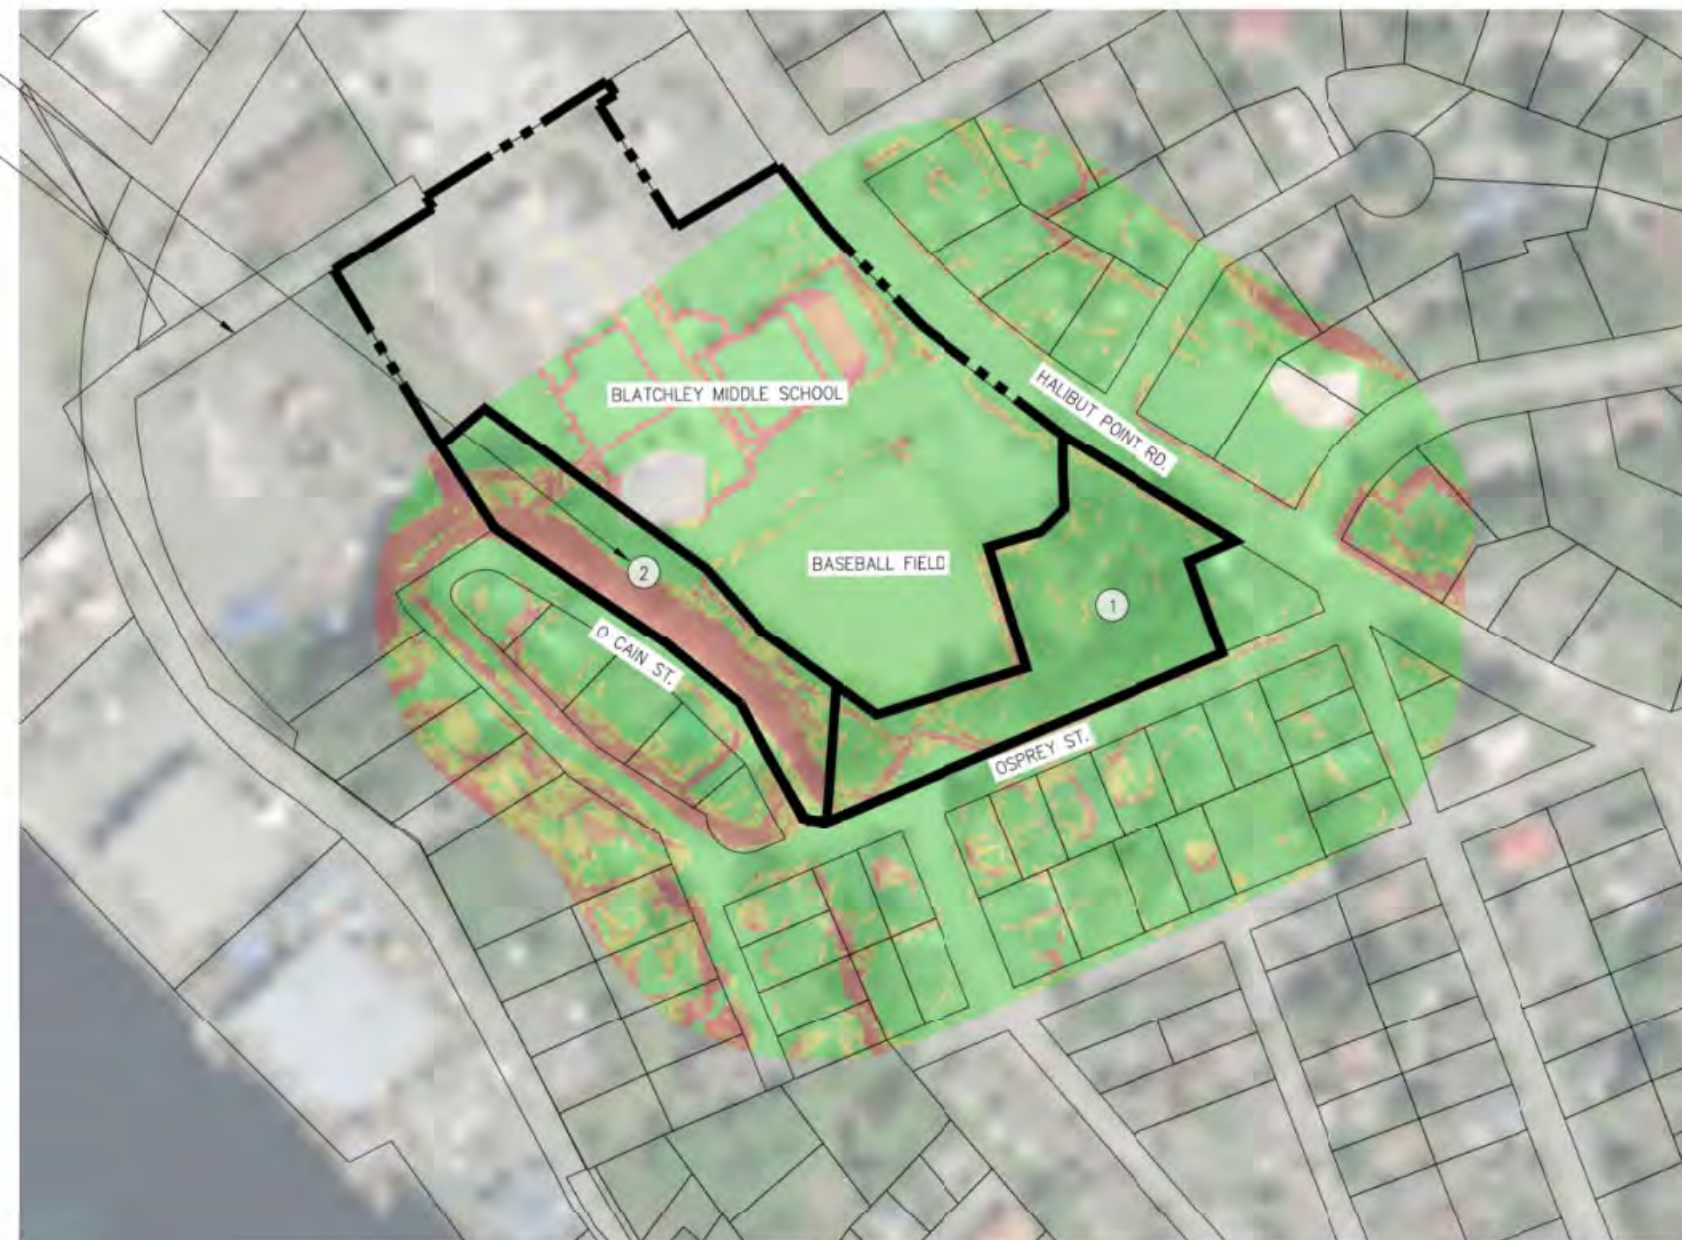 BLATCHLEY MIDDLE SCHOOL
HALIBUT POINT RD.
BASEBALL FIELD
2
1
O CAIN ST.
OSPREY ST.